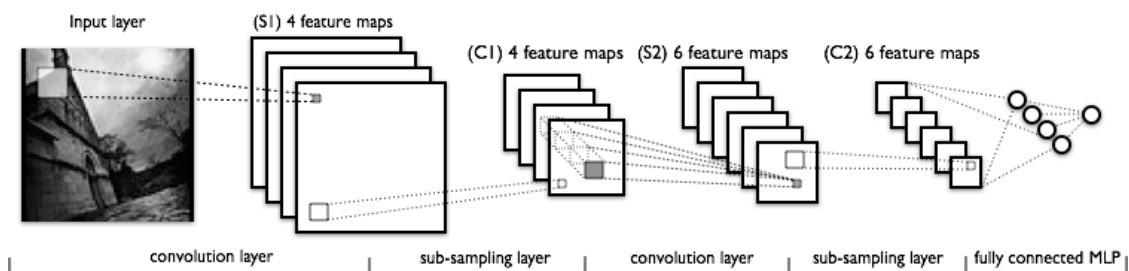 Input layer
(S1) 4 feature maps
(C1) 4 feature maps
(S2) 6 feature maps
(C2) 6 feature maps
convolution layer
sub-sampling layer
convolution layer
sub-sampling layer
fully connected MLP